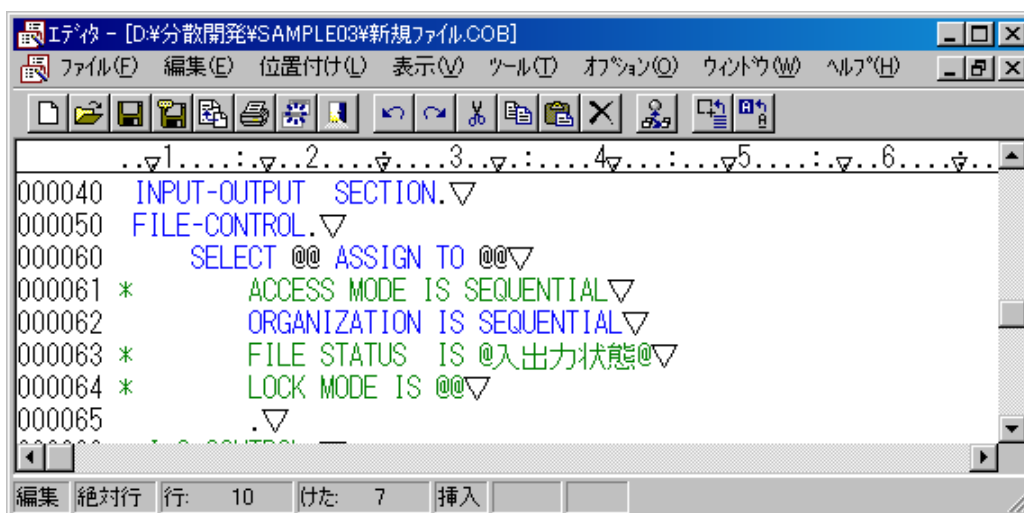 エディタ - [D:¥分散開発¥SAMPLE03¥新規ファイル.COB]
ファイル(F) 編集(E) 位置付け(L) 表示(V) ツール(T) オプション(O) ウィンドウ(W) ヘルプ(H)
..▽1....:.▽..2....▽....3..▽.:....4▽...:...▽5....:.▽..6....▽..
000040 INPUT-OUTPUT SECTION.▽
000050 FILE-CONTROL.▽
000060 SELECT @@ ASSIGN TO @@▽
000061 * ACCESS MODE IS SEQUENTIAL▽
000062 ORGANIZATION IS SEQUENTIAL▽
000063 * FILE STATUS IS @入出力状態@▽
000064 * LOCK MODE IS @@▽
000065 .▽
編集 絶対行 行: 10 けた: 7 挿入